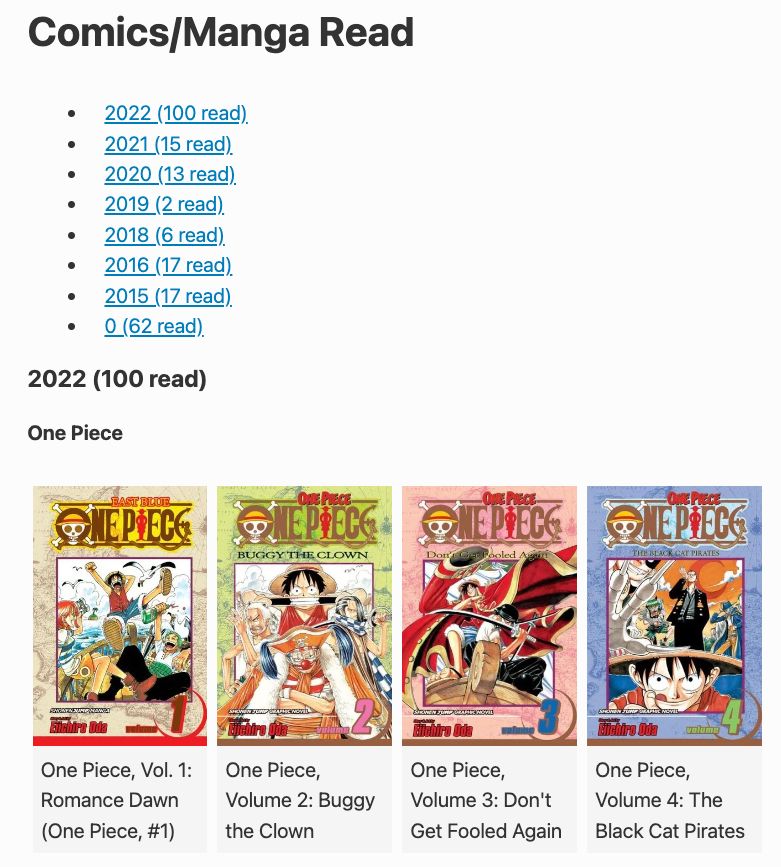 Comics/Manga Read
2022 (100 read)
2021 (15 read)
2020 (13 read)
2019 (2 read)
2018 (6 read)
2016 (17 read)
2015 (17 read)
0 (62 read)
2022 (100 read)
One Piece
EAST BLUE
ONE PIECE
SHONEN JUMP MANGA
Eiichiro Oda
volume 1
ONE PIECE
ONE PIECE
BUGGY THE CLOWN
SHONEN JUMP GRAPHIC NOVEL
Eiichiro Oda
volume 2
ONE PIECE
ONE PIECE
Don't Get Fooled Again
SHONEN JUMP GRAPHIC NOVEL
Eiichiro Oda
volume 3
ONE PIECE
ONE PIECE
THE BLACK CAT PIRATES
SHONEN JUMP GRAPHIC NOVEL
Eiichiro Oda
volume 4
One Piece, Vol. 1:
Romance Dawn
(One Piece, #1)
One Piece,
Volume 2: Buggy
the Clown
One Piece,
Volume 3: Don't
Get Fooled Again
One Piece,
Volume 4: The
Black Cat Pirates